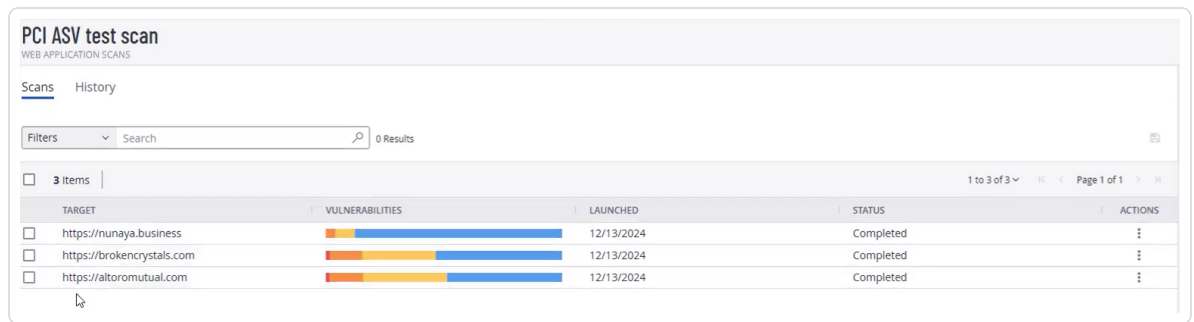 PCI ASV test scan
WEB APPLICATION SCANS
Scans History
Filters Search 0 Results
3 Items 1 to 3 of 3 Page 1 of 1
TARGET VULNERABILITIES LAUNCHED STATUS ACTIONS
https://nunaya.business 12/13/2024 Completed
https://brokencrystals.com 12/13/2024 Completed
https://altoromutual.com 12/13/2024 Completed